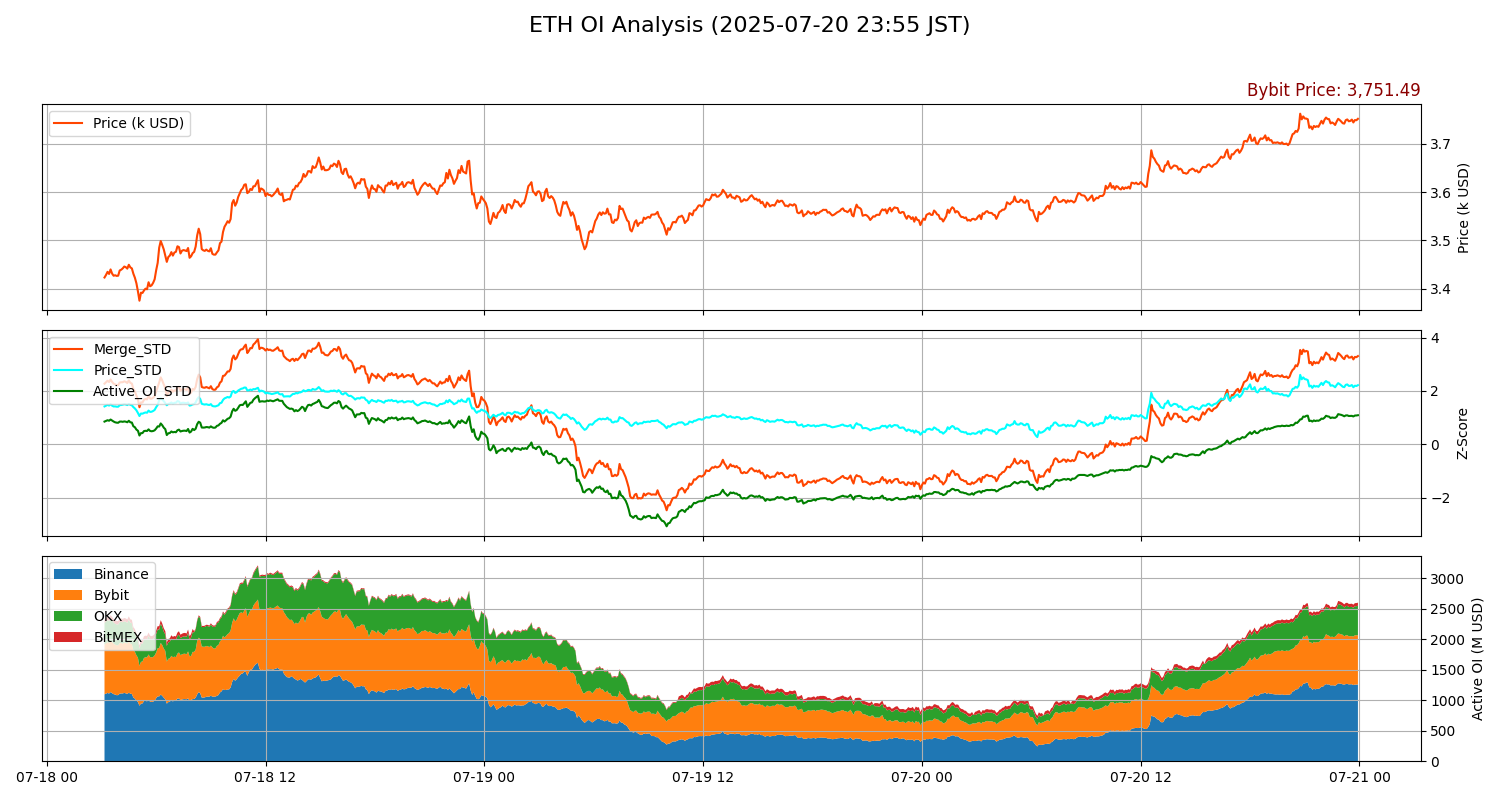 ETH OI Analysis (2025-07-20 23:55 JST)
Bybit Price: 3,751.49
Price (k USD)
3.7
3.6
3.5
3.4
Price (k USD)
Merge_STD
Price_STD
Active_OI_STD
4
2
0
−2
Z-Score
Binance
Bybit
OKX
BitMEX
3000
2500
2000
1500
1000
500
0
Active OI (M USD)
07-18 00
07-18 12
07-19 00
07-19 12
07-20 00
07-20 12
07-21 00